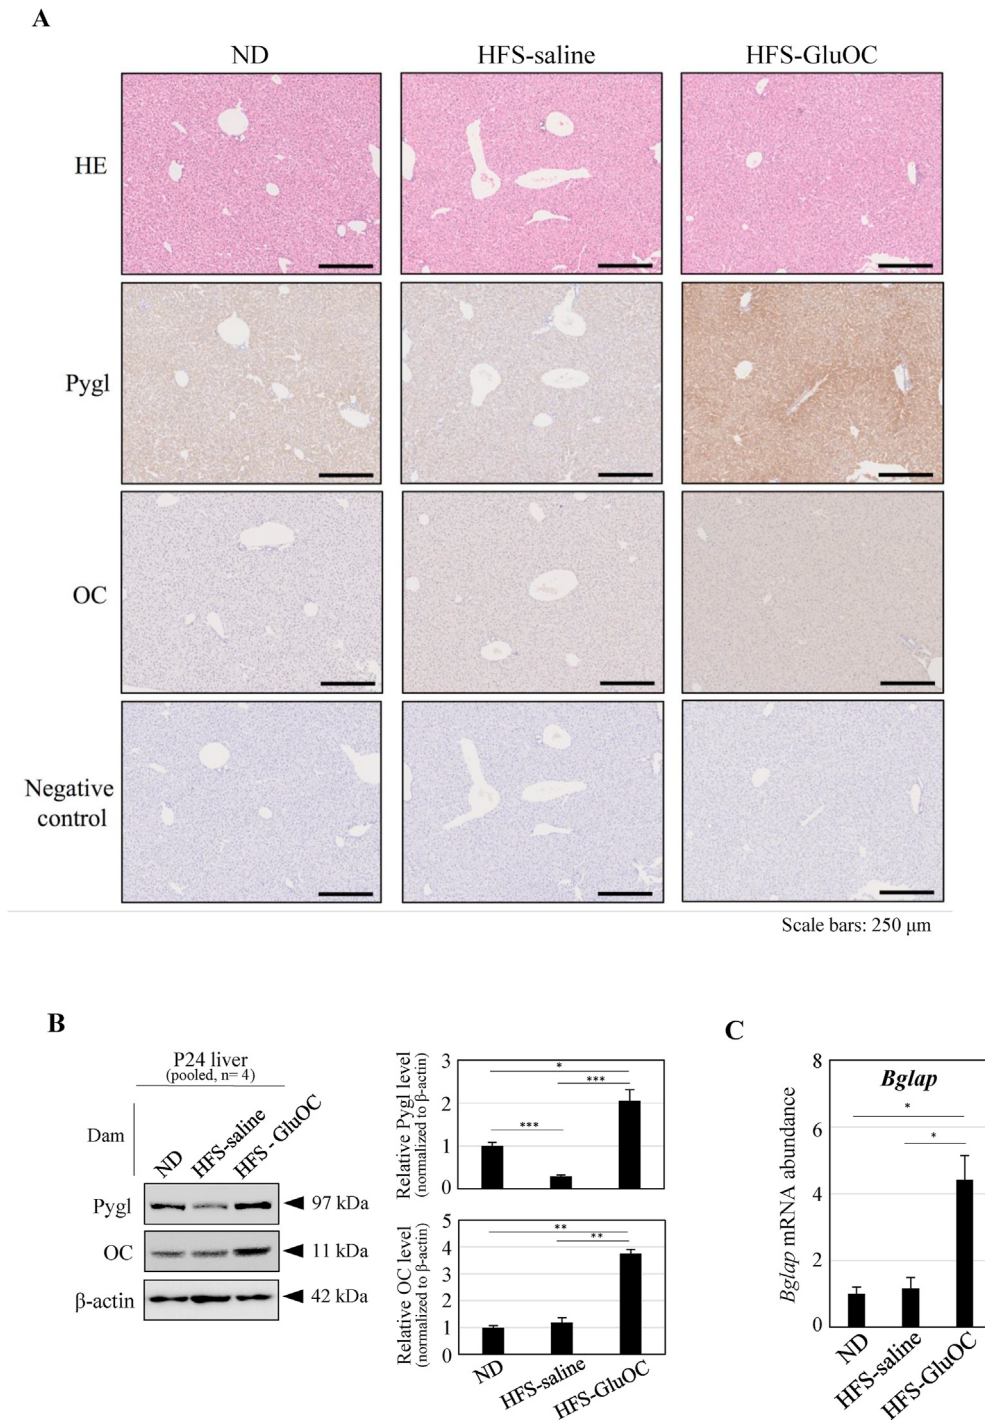 A
ND
HFS-saline
HFS-GluOC
HE
Pygl
OC
Negative
control
Scale bars: 250 μm
B
P24 liver
(pooled, n= 4)
Dam
ND
HFS-saline
HFS - GluOC
Pygl
97 kDa
OC
11 kDa
β-actin
42 kDa
Relative Pygl level
(normalized to β-actin)
3
2
1
0
*
***
***
Relative OC level
(normalized to β-actin)
5
4
3
2
1
0
**
**
ND
HFS-saline
HFS-GluOC
C
Bglap
Bglap mRNA abundance
8
6
4
2
0
*
*
ND
HFS-saline
HFS-GluOC